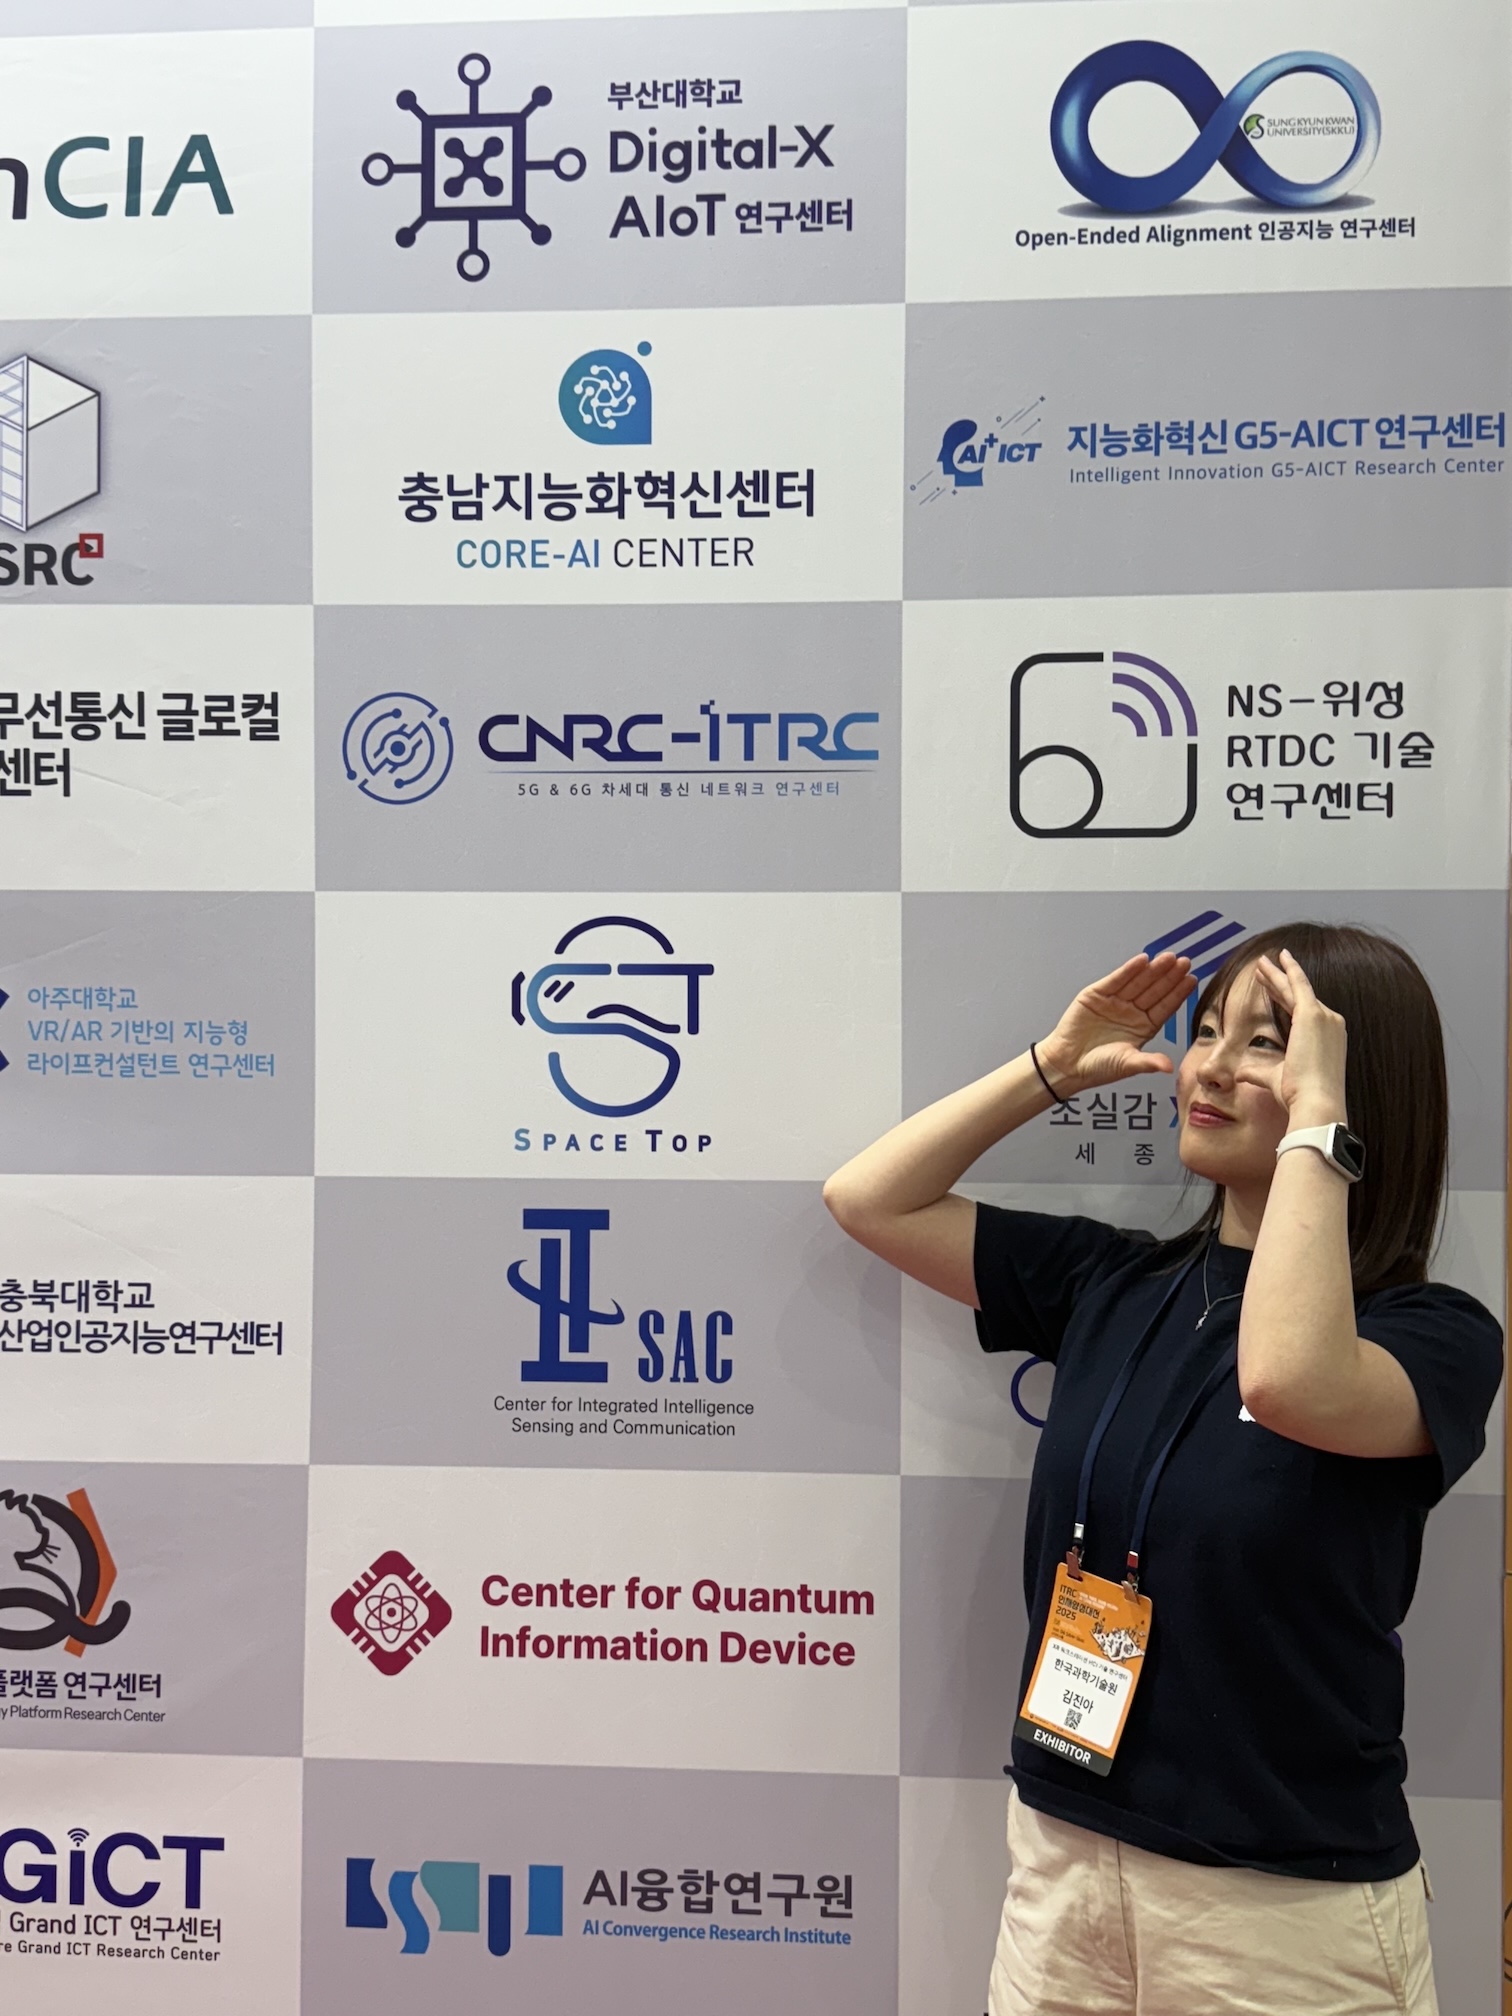 nCIA
부산대학교
Digital-X
AIoT 연구센터
SUNGKYUNKWAN
UNIVERSITY(SKKU)
Open-Ended Alignment 인공지능 연구센터
SRC
충남지능화혁신센터
CORE-AI CENTER
AI+ICT
지능화혁신 G5-AICT 연구센터
Intelligent Innovation G5-AICT Research Center
무선통신 글로컬
센터
CNRC-ITRC
5G & 6G 차세대 통신 네트워크 연구센터
NS-위성
RTDC 기술
연구센터
아주대학교
VR/AR 기반의 지능형
라이프컨설턴트 연구센터
SPACE TOP
초실감 X
세 종
충북대학교
산업인공지능연구센터
SAC
Center for Integrated Intelligence
Sensing and Communication
플랫폼 연구센터
y Platform Research Center
Center for Quantum
Information Device
ITRC
인재양성대전
2025
한국과학기술원
김진아
EXHIBITOR
GiCT
Grand ICT 연구센터
re Grand ICT Research Center
AI융합연구원
AI Convergence Research Institute